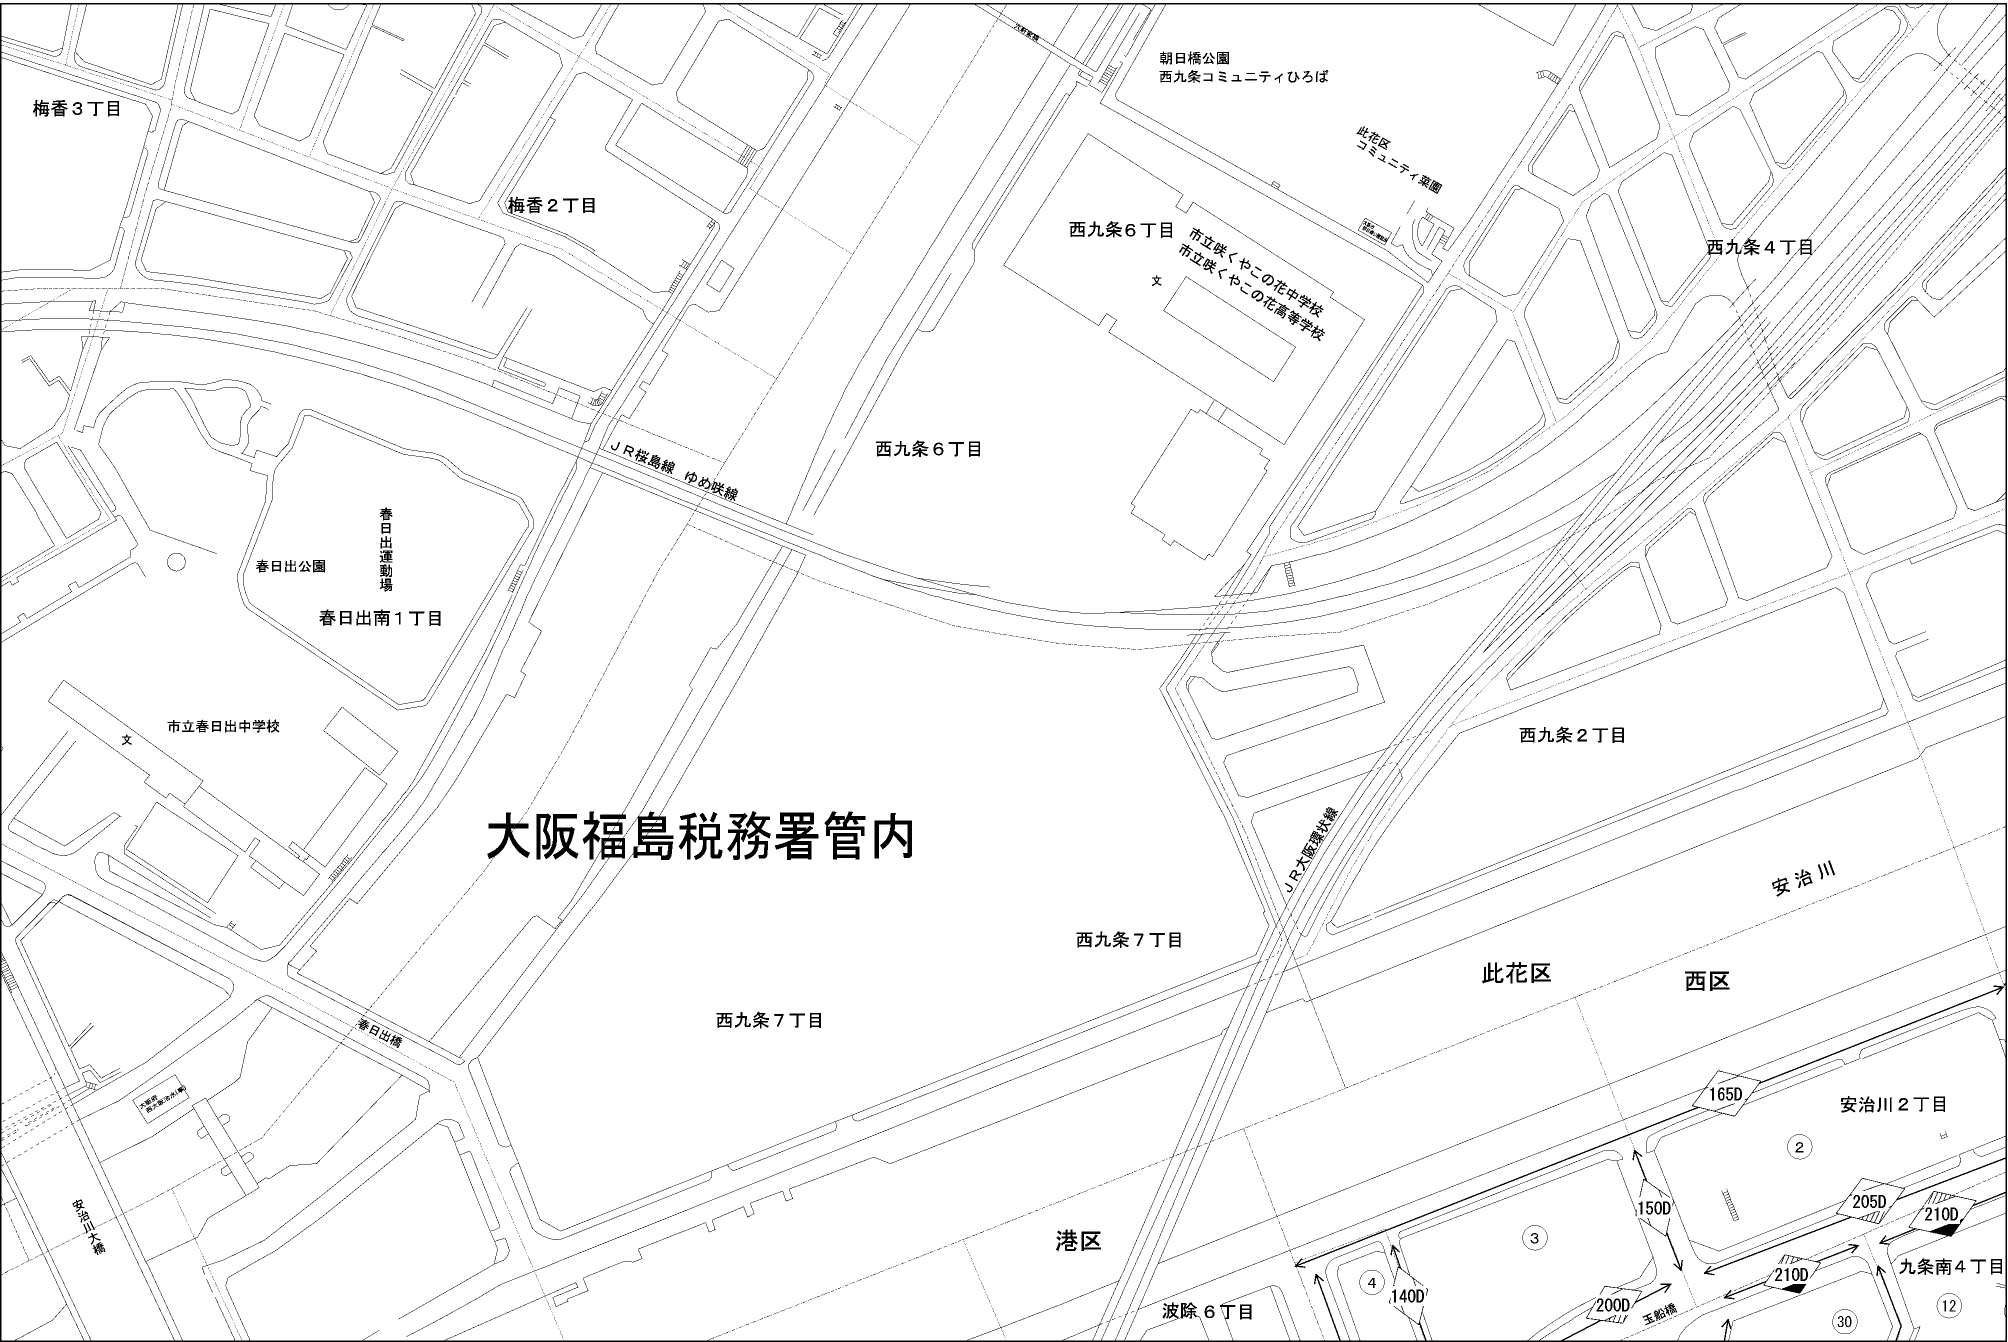 朝日橋公園
西九条コミュニティひろば
梅香３丁目
此花区
コミュニティ菜園
梅香２丁目
西九条６丁目
市立咲くやこの花中学校
市立咲くやこの花高等学校
文
西九条４丁目
ＪＲ桜島線 ゆめ咲線
西九条６丁目
春日出運動場
春日出公園
春日出南１丁目
市立春日出中学校
文
西九条２丁目
大阪福島税務署管内
ＪＲ大阪環状線
安治川
西九条７丁目
此花区
西区
西九条７丁目
春日出橋
165D
安治川２丁目
2
150D
205D
210D
安治川大橋
港区
3
4
140D
210D
九条南４丁目
200D
玉船橋
波除６丁目
30
12